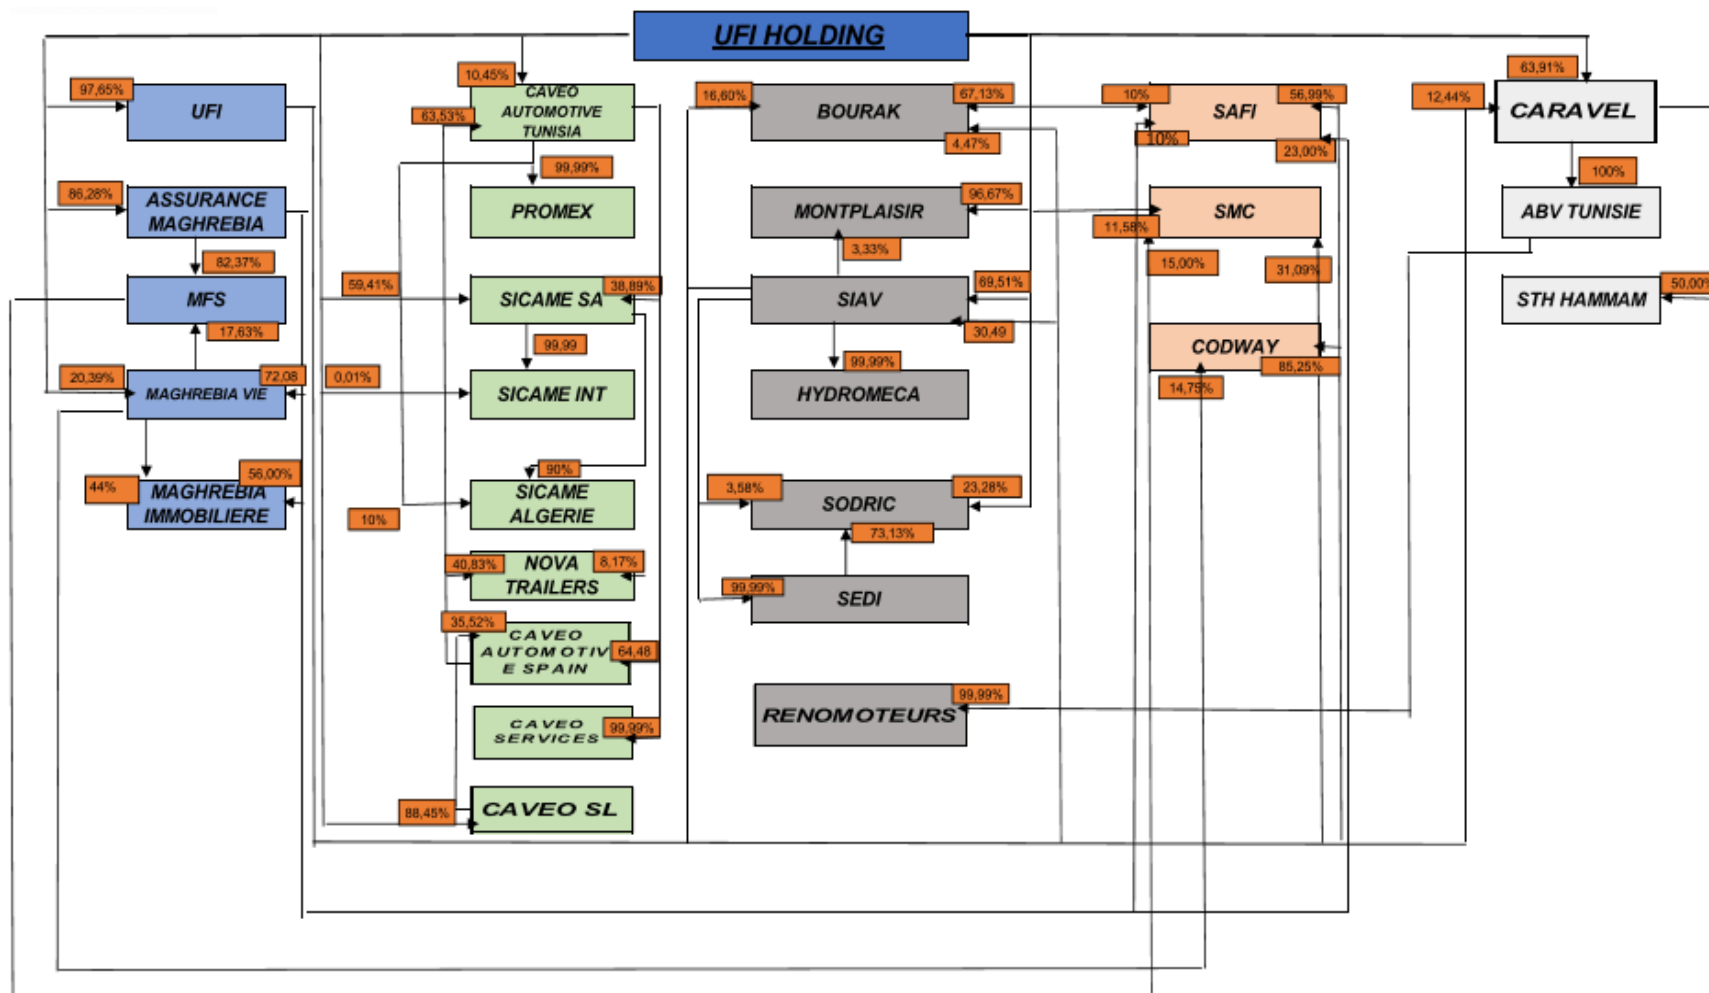 UFI HOLDING
97,65%
UFI
86,28%
ASSURANCE
MAGHREBIA
82,37%
MFS
17,63%
20,39%
MAGHREBIA VIE
72,08
44%
56,00%
MAGHREBIA
IMMOBILIERE
10,45%
CAVEO
AUTOMOTIVE
TUNISIA
63,53%
99,99%
PROMEX
59,41%
SICAME SA
38,89%
99,99
0,01%
SICAME INT
90%
SICAME
ALGERIE
10%
40,83%
NOVA
TRAILERS
8,17%
35,52%
CAVEO
AUTOMOTIV
E SPAIN
64,48
CAVEO
SERVICES
99,99%
88,45%
CAVEO SL
16,60%
BOURAK
67,13%
4,47%
MONTPLAISIR
96,67%
3,33%
SIAV
69,51%
30,49
99,99%
HYDROMECA
3,58%
SODRIC
23,28%
73,13%
99,99%
SEDI
RENOMOTEURS
99,99%
10%
SAFI
56,99%
10%
23,00%
SMC
11,58%
15,00%
31,09%
CODWAY
85,25%
14,75%
63,91%
12,44%
CARAVEL
100%
ABV TUNISIE
STH HAMMAM
50,00%